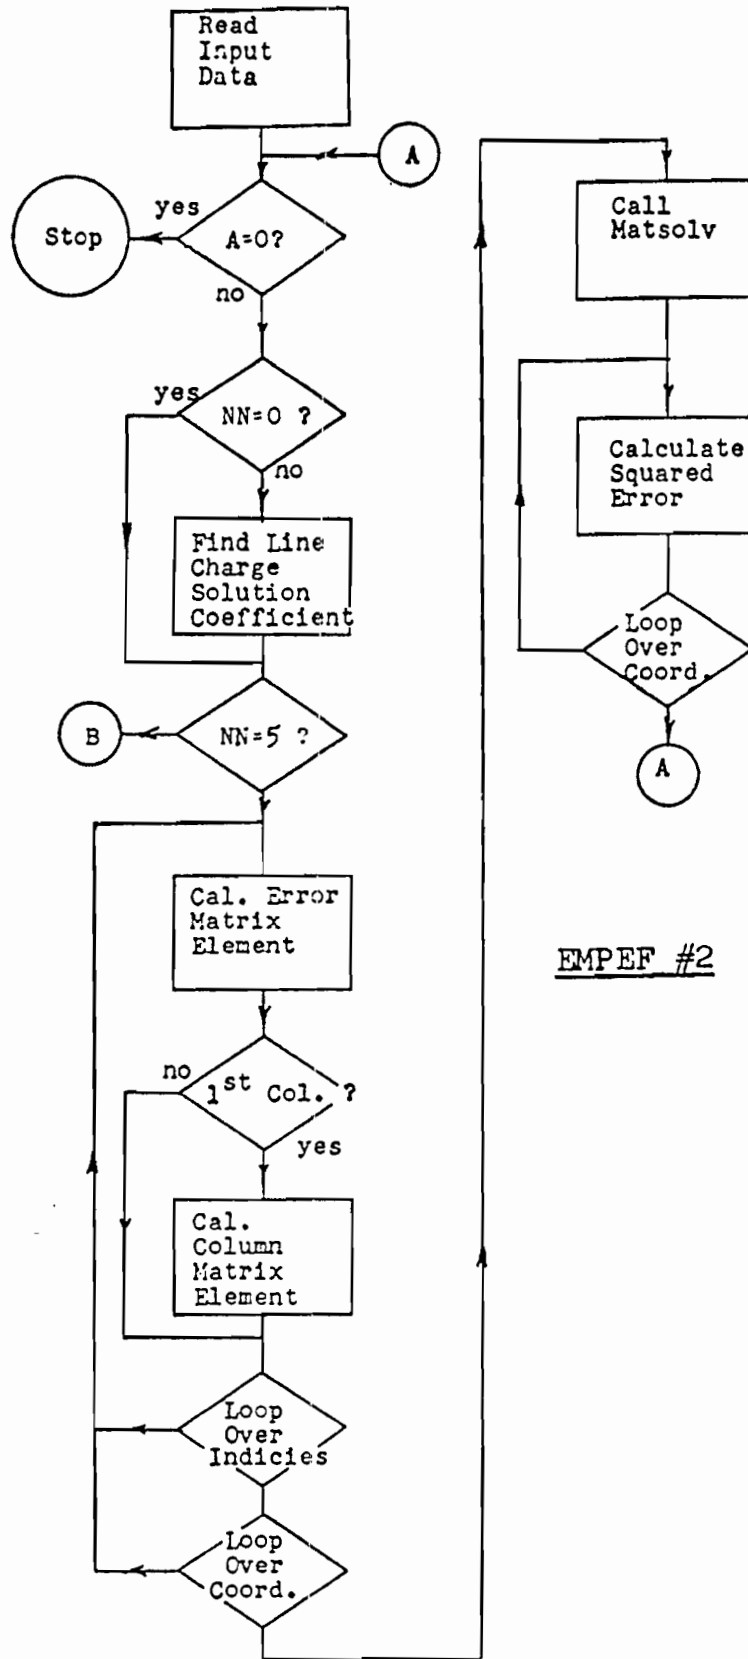 Read
Input
Data
A
yes
Stop
A=0?
no
yes
NN=0 ?
no
Find Line
Charge
Solution
Coefficient
B
NN=5 ?
Cal. Error
Matrix
Element
no
1st Col. ?
yes
Cal.
Column
Matrix
Element
Loop
Over
Indicies
Loop
Over
Coord.
Call
Matsolv
Calculate
Squared
Error
Loop
Over
Coord.
A
EMPEF #2